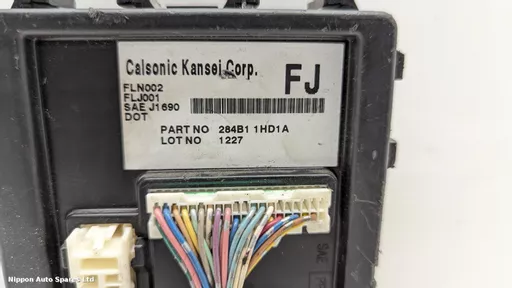 Calsonic Kansei Corp.
FJ
FLN002
FLJ001
SAE J1690
DOT
PART NO 284B1 1HD1A
LOT NO 1227
SAE
Nippon Auto Spares Ltd